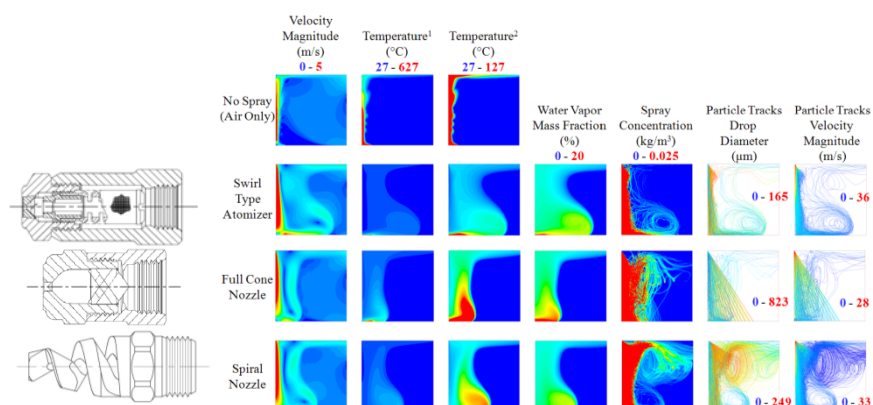 Velocity
Magnitude
(m/s)
0 - 5
Temperature¹
(°C)
27 - 627
Temperature²
(°C)
27 - 127
No Spray
(Air Only)
Water Vapor
Mass Fraction
(%)
0 - 20
Spray
Concentration
(kg/m³)
0 - 0.025
Particle Tracks
Drop
Diameter
(μm)
Particle Tracks
Velocity
Magnitude
(m/s)
Swirl
Type
Atomizer
0 - 165
0 - 36
Full Cone
Nozzle
0 - 823
0 - 28
Spiral
Nozzle
0 - 249
0 - 33